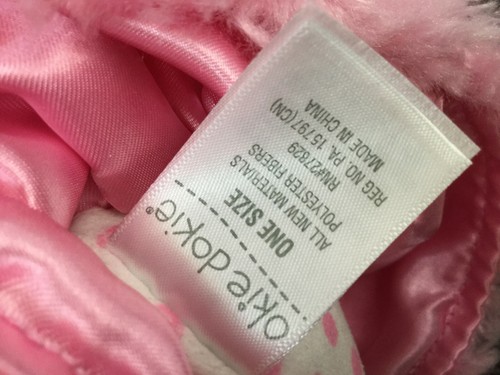 okie dokie®
ONE SIZE
ALL NEW MATERIALS
POLYESTER FIBERS
RN#27829
REG NO PA. 15797 (CN)
MADE IN CHINA